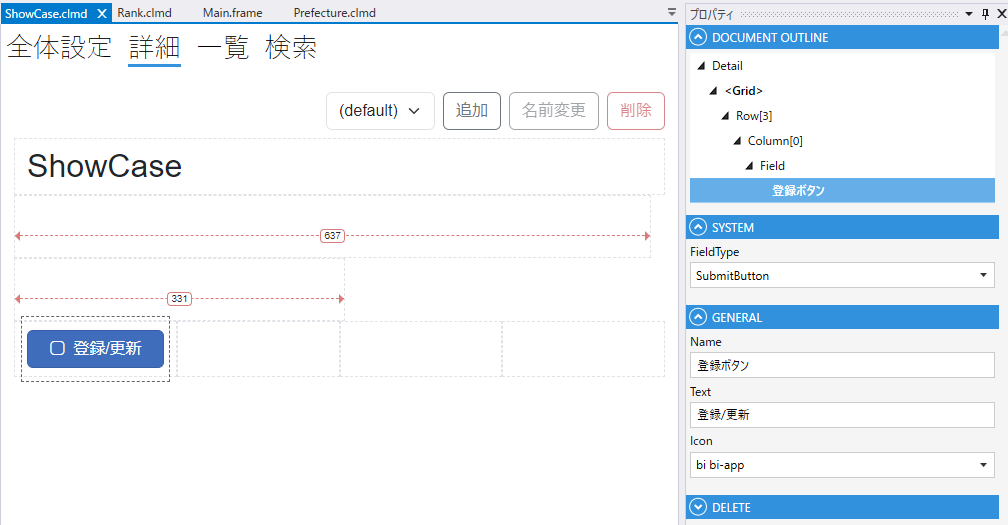 ShowCase.clmd
Rank.clmd
Main.frame
Prefecture.clmd
全体設定 詳細 一覧 検索
(default)
追加
名前変更
削除
ShowCase
637
331
登録/更新
プロパティ
DOCUMENT OUTLINE
Detail
<Grid>
Row[3]
Column[0]
Field
登録ボタン
SYSTEM
FieldType
SubmitButton
GENERAL
Name
登録ボタン
Text
登録/更新
Icon
bi bi-app
DELETE